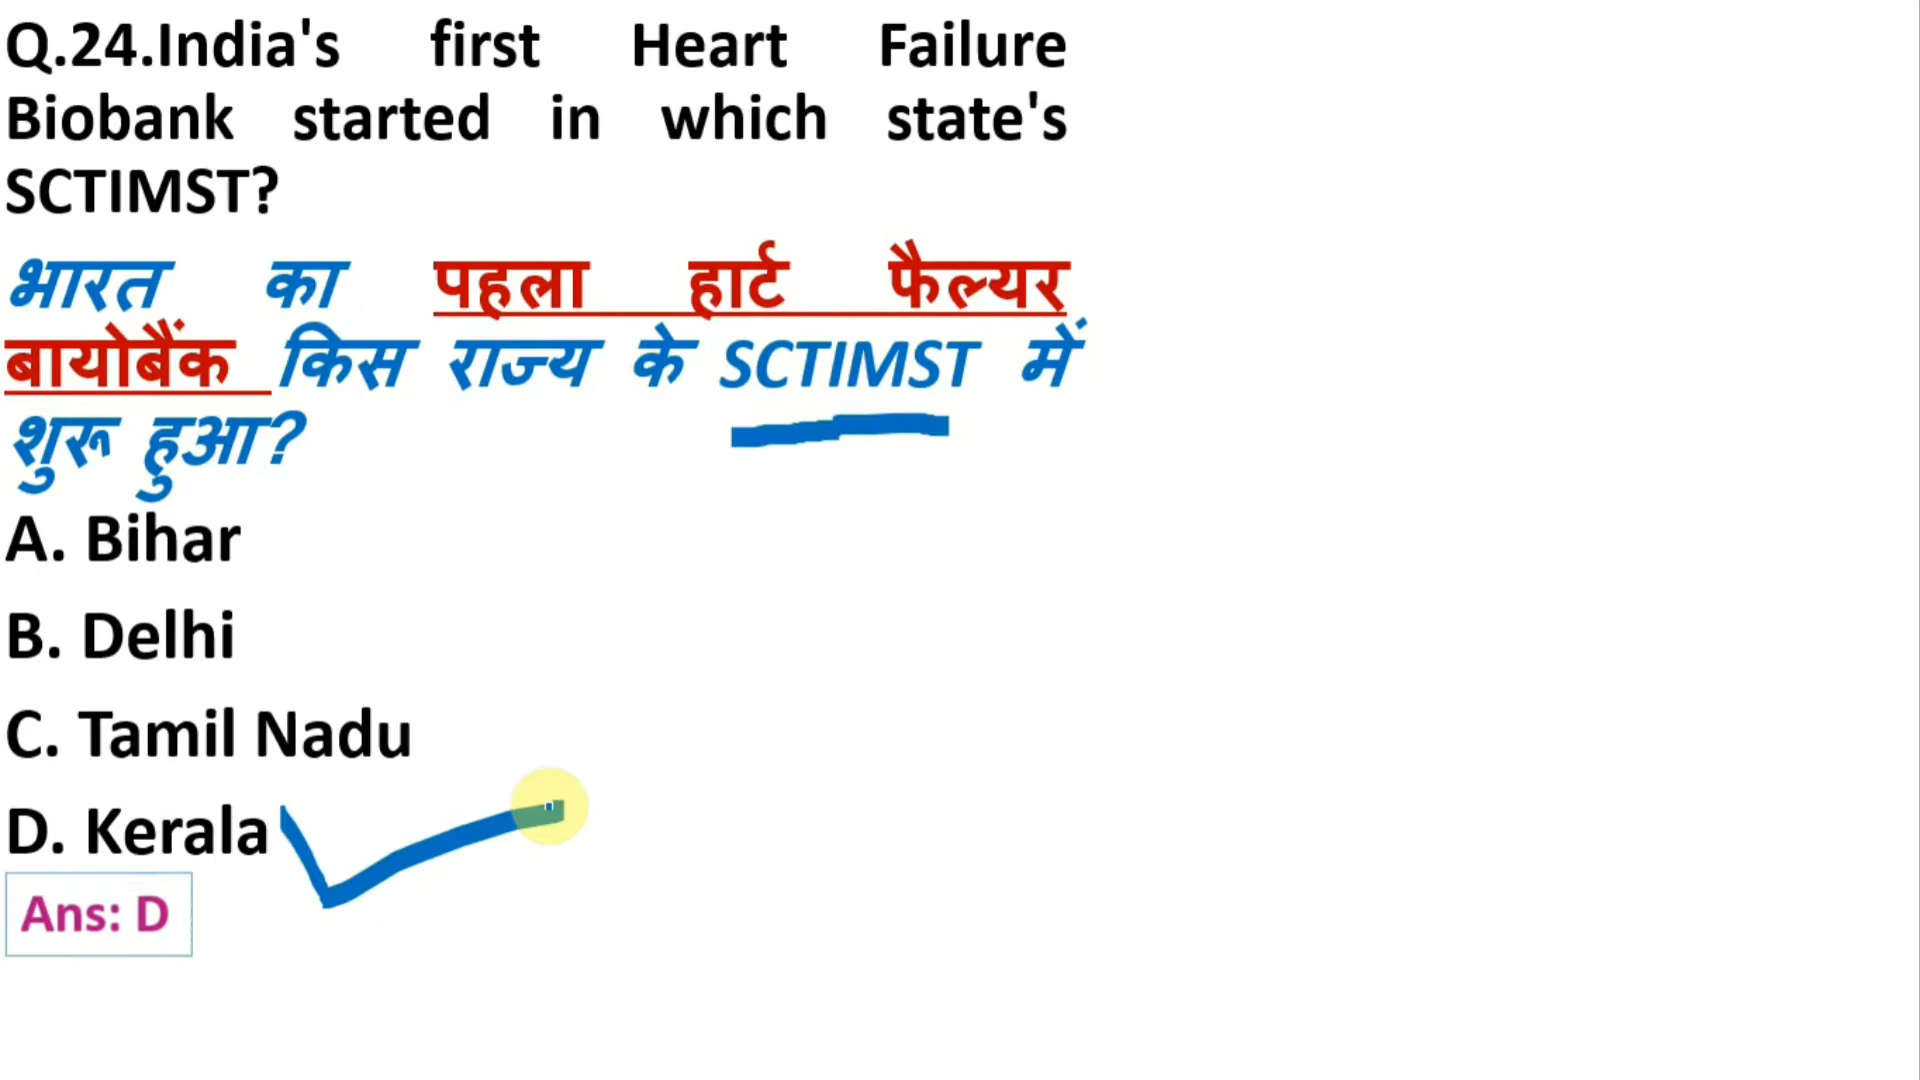 Q.24.India's first Heart Failure
Biobank started in which state's
SCTIMST?
भारत का पहला हार्ट फैल्यर
बायोबैंक किस राज्य के SCTIMST में
शुरू हुआ?
A. Bihar
B. Delhi
C. Tamil Nadu
D. Kerala
Ans: D